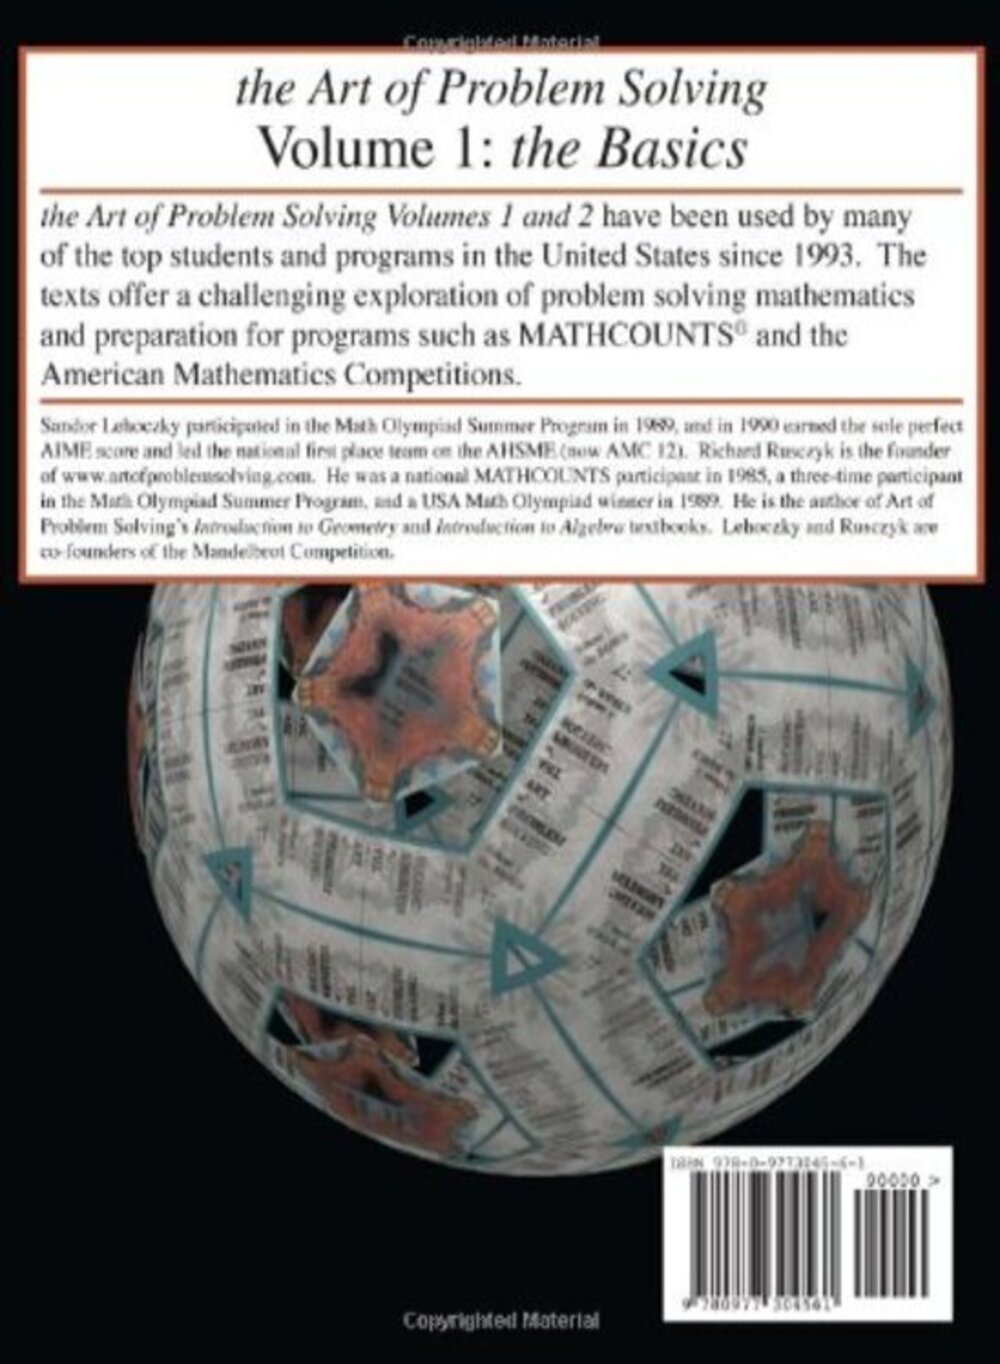 Copyrighted Material
the Art of Problem Solving
Volume 1: the Basics
the Art of Problem Solving Volumes 1 and 2 have been used by many
of the top students and programs in the United States since 1993. The
texts offer a challenging exploration of problem solving mathematics
and preparation for programs such as MATHCOUNTS® and the
American Mathematics Competitions.
Sandor Lehoczky participated in the Math Olympiad Summer Program in 1989, and in 1990 earned the sole perfect
AIME score and led the national first place team on the AHSME (now AMC 12). Richard Rusczyk is the founder
of www.artofproblemsolving.com. He was a national MATHCOUNTS participant in 1985, a three-time participant
in the Math Olympiad Summer Program, and a USA Math Olympiad winner in 1989. He is the author of Art of
Problem Solving's Introduction to Geometry and Introduction to Algebra textbooks. Lehoczky and Rusczyk are
co-founders of the Mandelbrot Competition.
THE
ART
ISBN
90000 >
9 780977 304561
Copyrighted Material